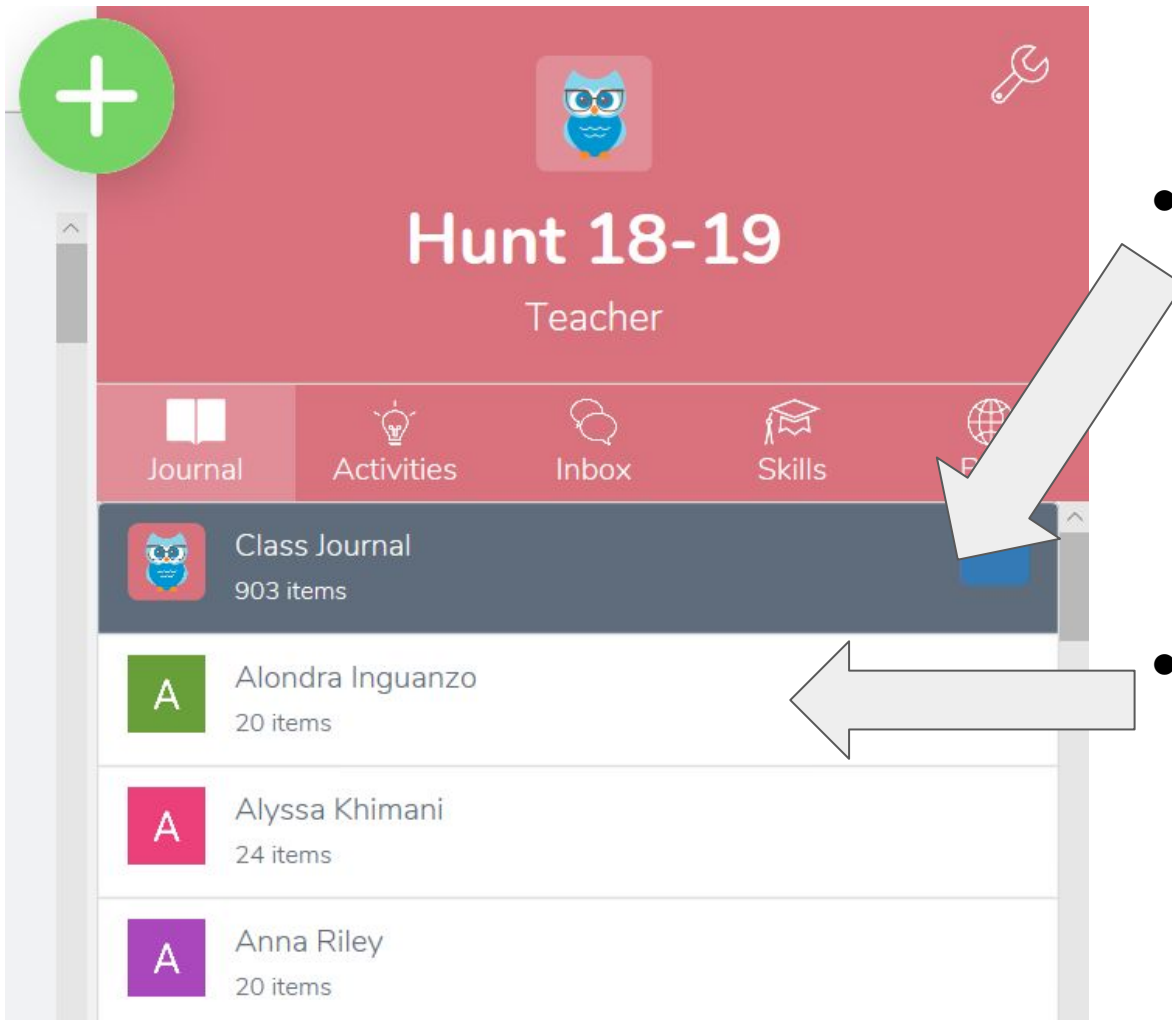 Hunt 18-19
Teacher
Journal Activities Inbox Skills
Class Journal
903 items
A Alondra Inguanzo
20 items
A Alyssa Khimani
24 items
A Anna Riley
20 items